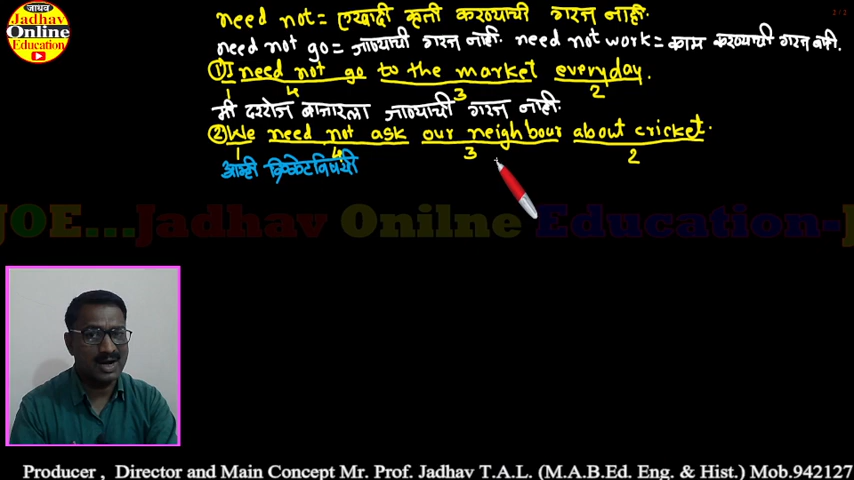 जाधव
Jadhav
Online
Education
2 / 2
need not = एखादी कृती करण्याची गरज नाही.
need not go = जाण्याची गरज नाही. need not work = काम करण्याची गरज नाही.
① I need not go to the market everyday.
1 4 3 2
मी दररोज बाजारला जाण्याची गरज नाही.
② We need not ask our neighbour about cricket.
1 4 3 2
आम्ही क्रिकेटविषयी
JOE...Jadhav Onilne Education-J
Producer , Director and Main Concept Mr. Prof. Jadhav T.A.L. (M.A.B.Ed. Eng. & Hist.) Mob.942127